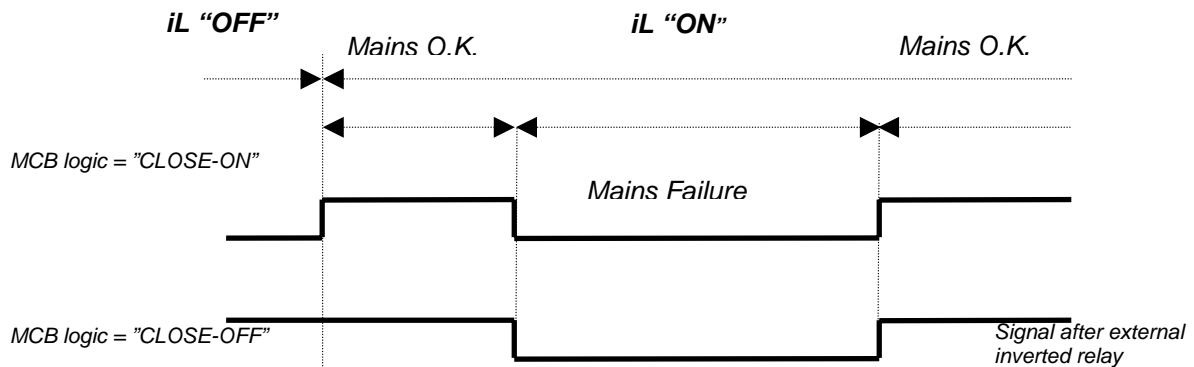 iL “OFF”
iL “ON”
Mains O.K.
Mains O.K.
MCB logic = ”CLOSE-ON”
Mains Failure
MCB logic = ”CLOSE-OFF”
Signal after external
inverted relay